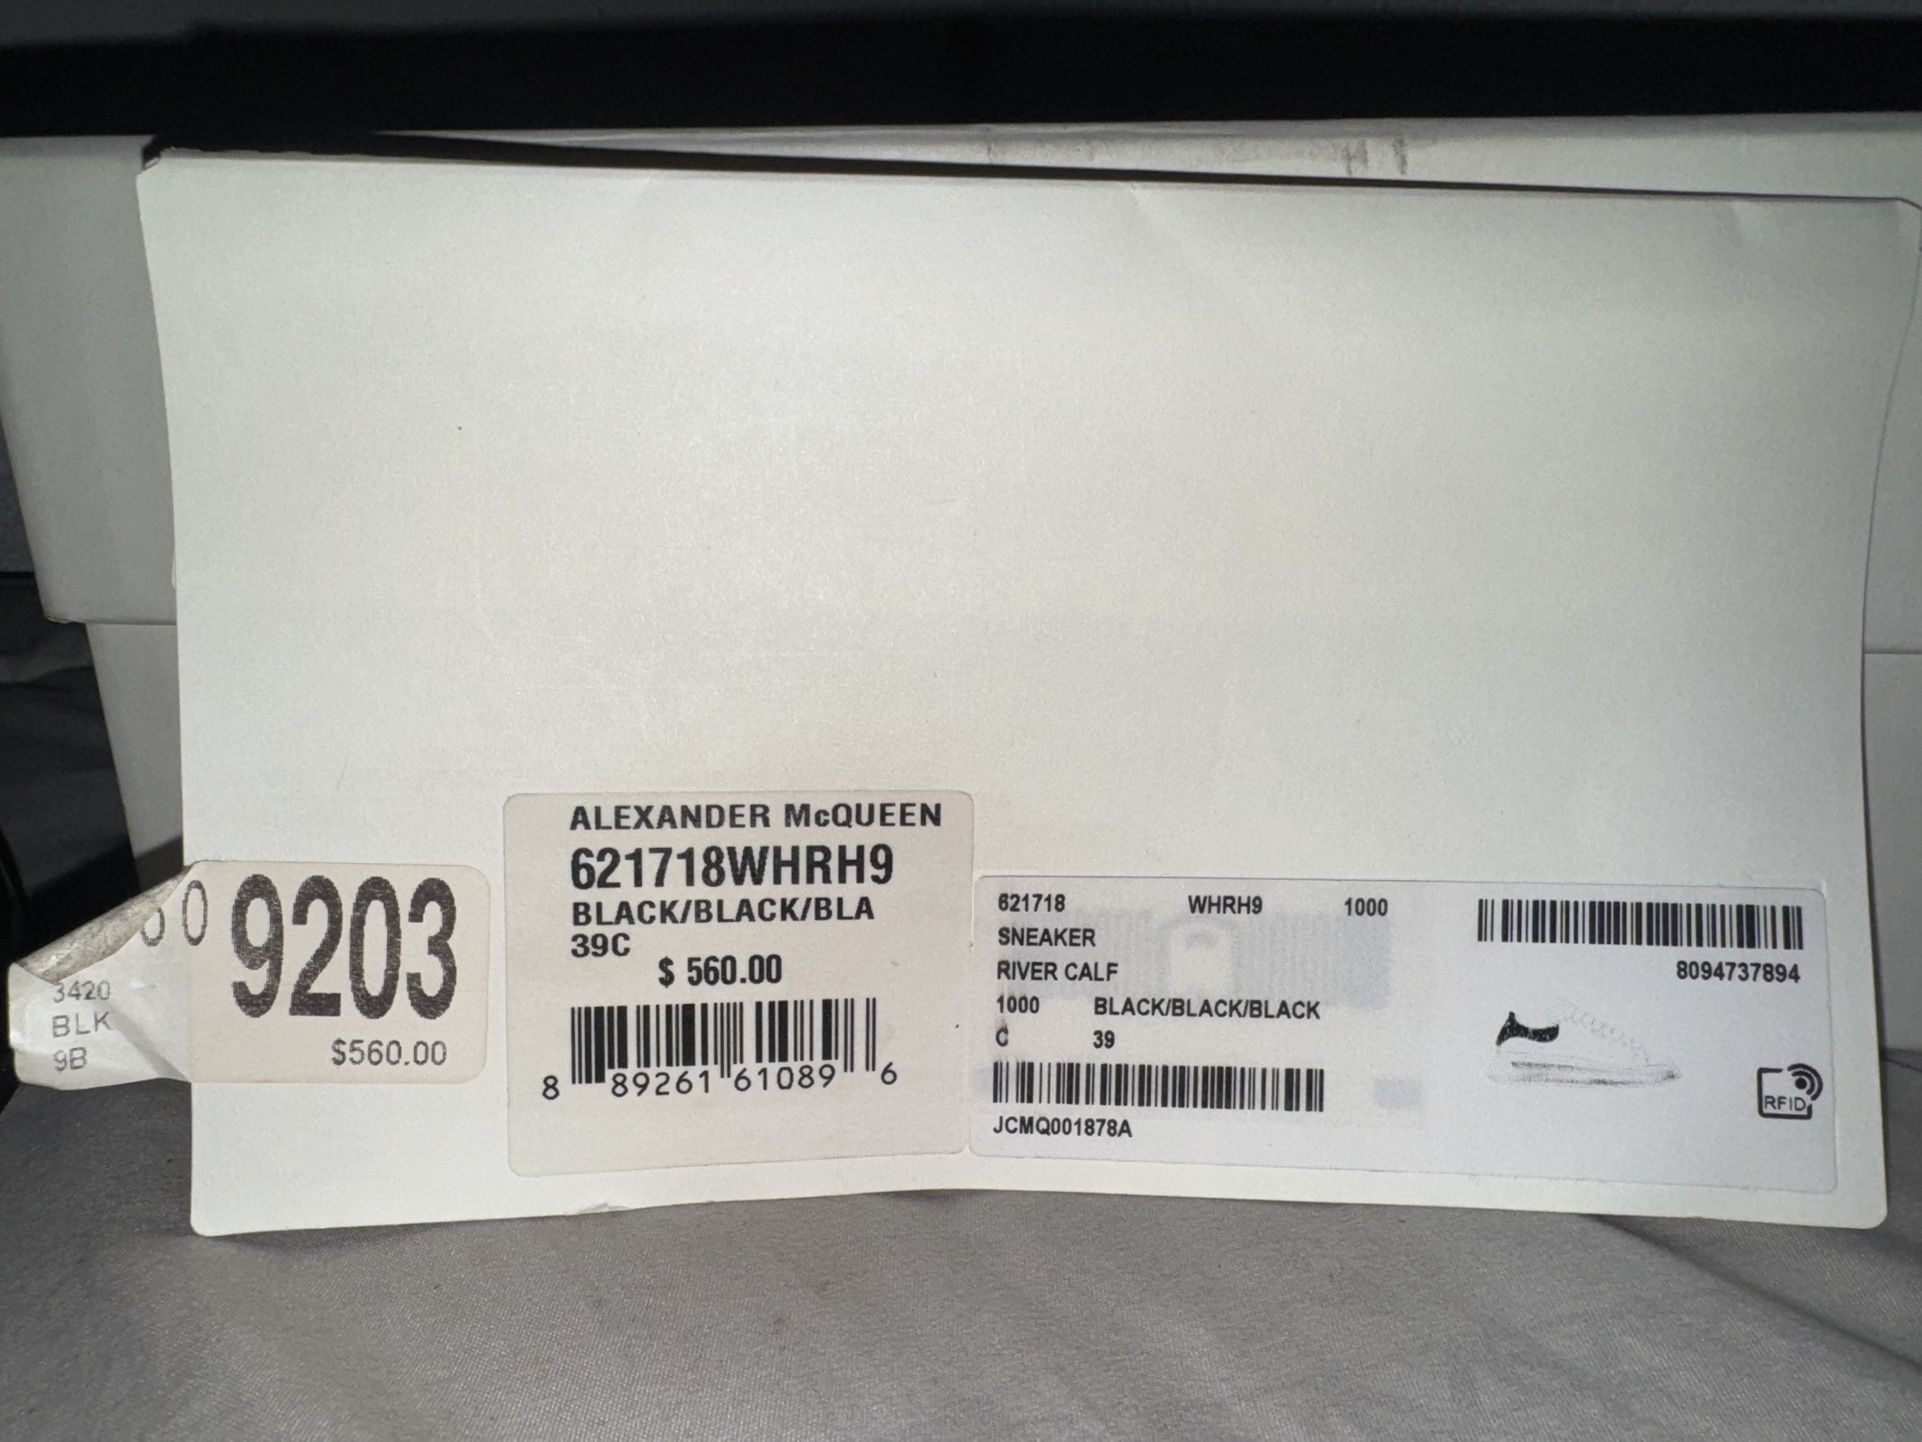 9203
$560.00
3420
BLK
9B
ALEXANDER McQUEEN
621718WHRH9
BLACK/BLACK/BLA
39C
$ 560.00
8 89261 61089 6
621718 WHRH9 1000
SNEAKER
RIVER CALF
1000 BLACK/BLACK/BLACK
C 39
JCMQ001878A
8094737894
RFID